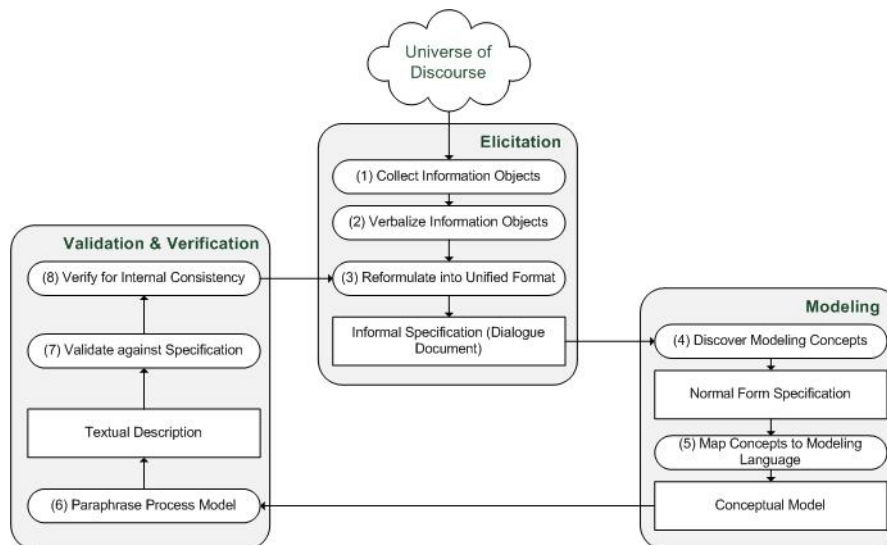 Universe of
Discourse
Elicitation
(1) Collect Information Objects
(2) Verbalize Information Objects
(3) Reformulate into Unified Format
Informal Specification (Dialogue
Document)
Validation & Verification
(8) Verify for Internal Consistency
(7) Validate against Specification
Textual Description
(6) Paraphrase Process Model
Modeling
(4) Discover Modeling Concepts
Normal Form Specification
(5) Map Concepts to Modeling
Language
Conceptual Model